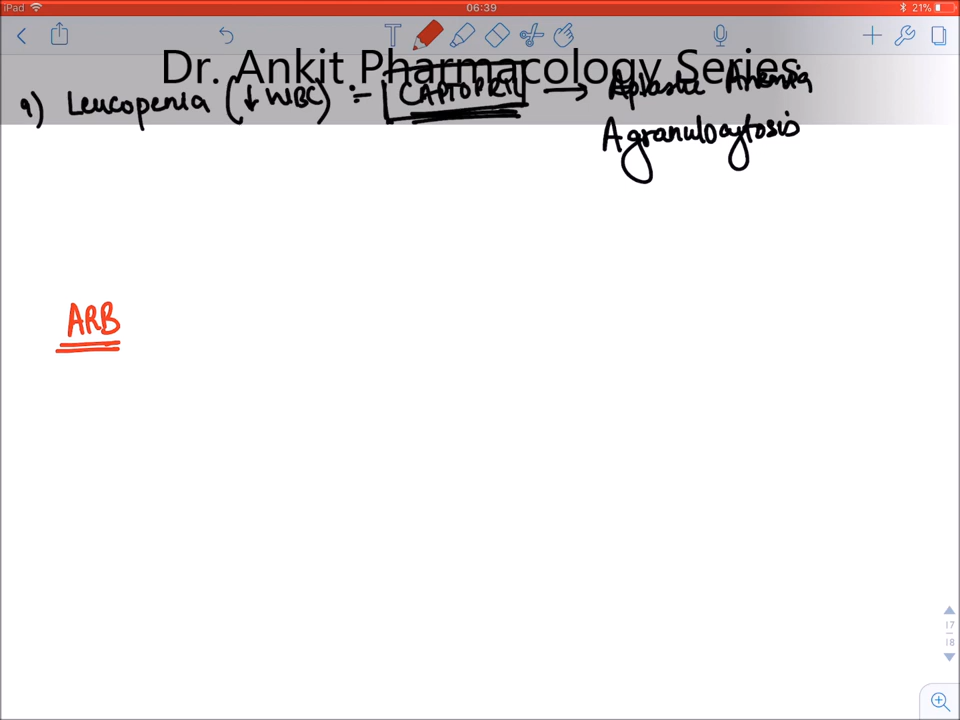 iPad 06:39 21%
T
Dr. Ankit Pharmacology Series
9) Leucopenia (↓ WBC) :- CAPTOPRIL → Aplastic Anemia
Agranulocytosis
ARB
17
18